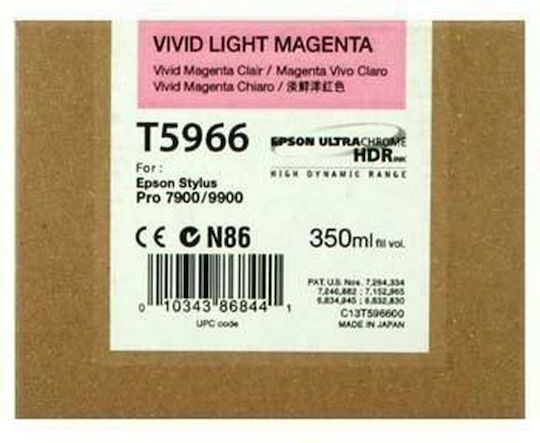 VIVID LIGHT MAGENTA
Vivid Magenta Clair / Magenta Vivo Claro
Vivid Magenta Chiaro / 淡鮮洋紅色
T5966
EPSON ULTRACHROME
HDR INK
HIGH DYNAMIC RANGE
For :
Epson Stylus
Pro 7900/9900
CE N86
350ml fill vol.
0 10343 86844 1
UPC code
PAT. U.S. Nos. 7,264,334
7,246,882 ; 7,152,965
6,834,945 ; 6,632,830
C13T596600
MADE IN JAPAN